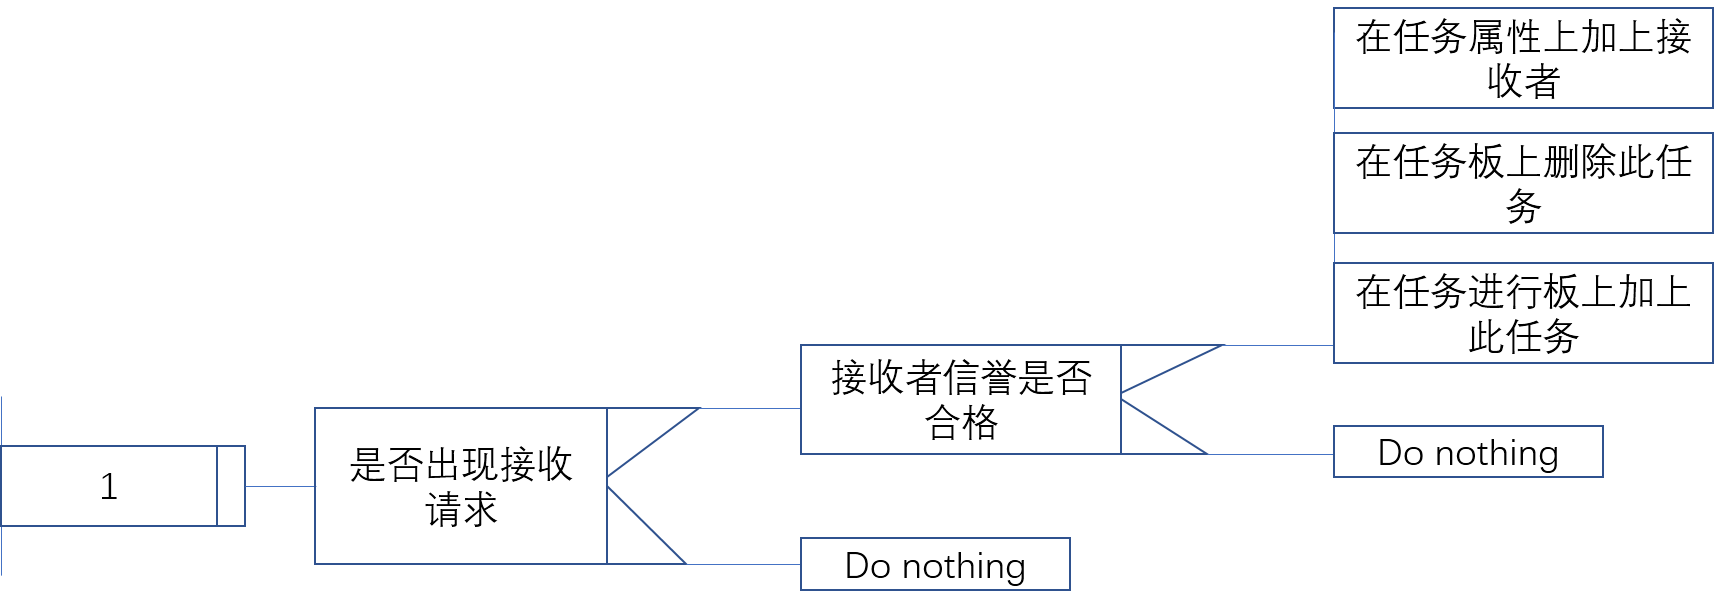 在任务属性上加上接
收者
在任务板上删除此任
务
在任务进行板上加上
此任务
接收者信誉是否
合格
Do nothing
1
是否出现接收
请求
Do nothing